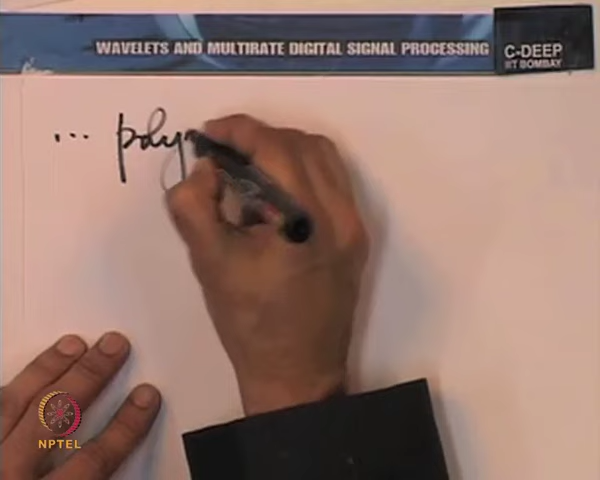 WAVELETS AND MULTIRATE DIGITAL SIGNAL PROCESSING
C-DEEP
IIT BOMBAY
... poly
NPTEL